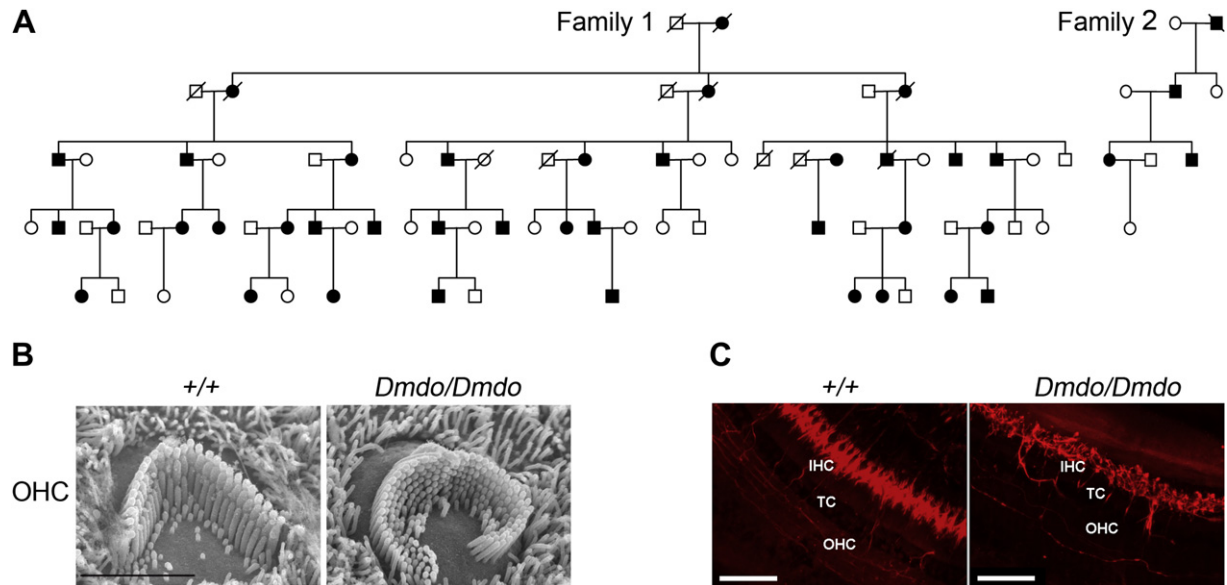 A
Family 1
Family 2
B
+/+
Dmdo/Dmdo
OHC
C
+/+
Dmdo/Dmdo
IHC
TC
OHC
IHC
TC
OHC